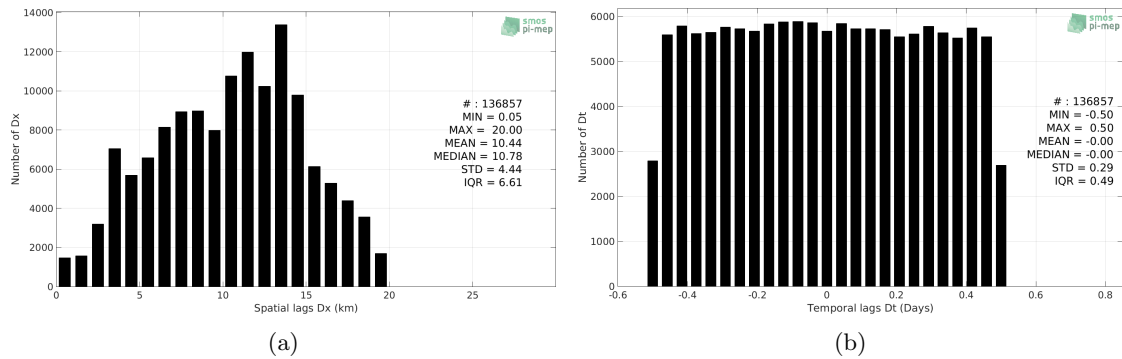 14000
12000
10000
8000
6000
4000
2000
0
Number of Dx
0 5 10 15 20 25
Spatial lags Dx (km)
smos
pi-mep
# : 136857
MIN = 0.05
MAX = 20.00
MEAN = 10.44
MEDIAN = 10.78
STD = 4.44
IQR = 6.61
(a)
6000
5000
4000
3000
2000
1000
0
Number of Dt
-0.6 -0.4 -0.2 0 0.2 0.4 0.6 0.8
Temporal lags Dt (Days)
smos
pi-mep
# : 136857
MIN = -0.50
MAX = 0.50
MEAN = -0.00
MEDIAN = -0.00
STD = 0.29
IQR = 0.49
(b)